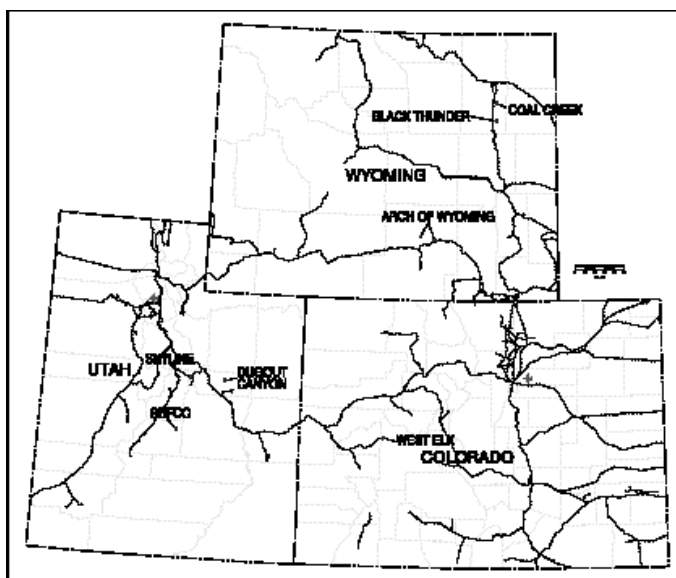 COAL CREEK
BLACK THUNDER
WYOMING
ARCH OF WYOMING
UTAH
SKYLINE
DUGOUT
CANYON
SUFCO
WEST ELK
COLORADO